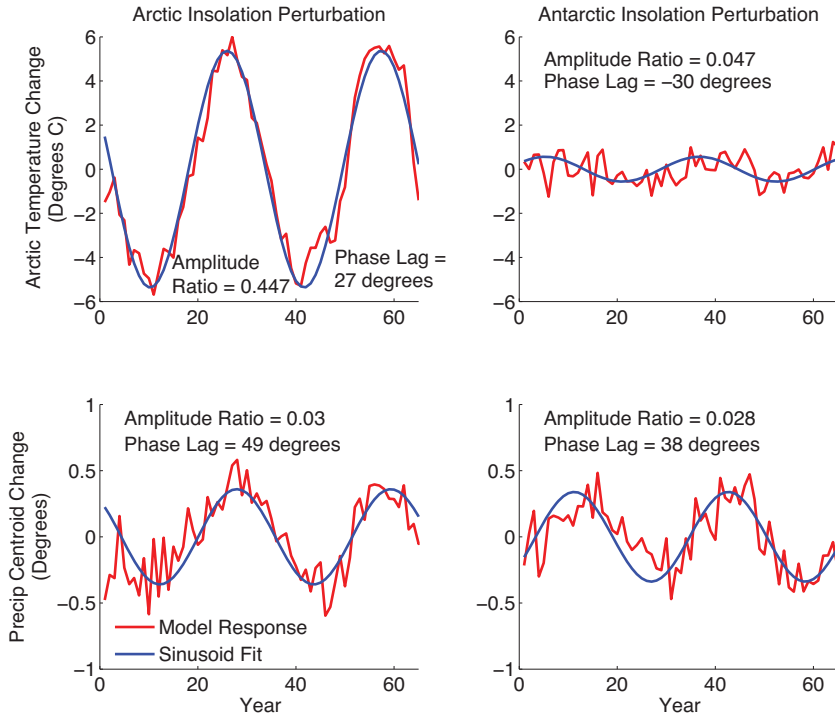 Arctic Insolation Perturbation
Antarctic Insolation Perturbation
Arctic Temperature Change
(Degrees C)
6
4
2
0
−2
−4
−6
0
20
40
60
Amplitude
Ratio = 0.447
Phase Lag =
27 degrees
6
4
2
0
−2
−4
−6
0
20
40
60
Amplitude Ratio = 0.047
Phase Lag = −30 degrees
Precip Centroid Change
(Degrees)
1
0.5
0
−0.5
−1
0
20
40
60
Year
Amplitude Ratio = 0.03
Phase Lag = 49 degrees
Model Response
Sinusoid Fit
1
0.5
0
−0.5
−1
0
20
40
60
Year
Amplitude Ratio = 0.028
Phase Lag = 38 degrees